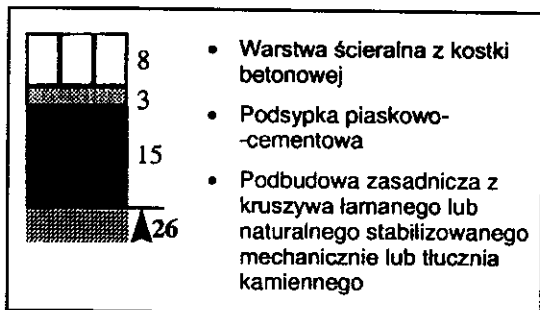 8
3
15
26
• Warstwa ścieralna z kostki
betonowej
• Podsypka piaskowo-
-cementowa
• Podbudowa zasadnicza z
kruszywa łamanego lub
naturalnego stabilizowanego
mechanicznie lub tłucznia
kamiennego